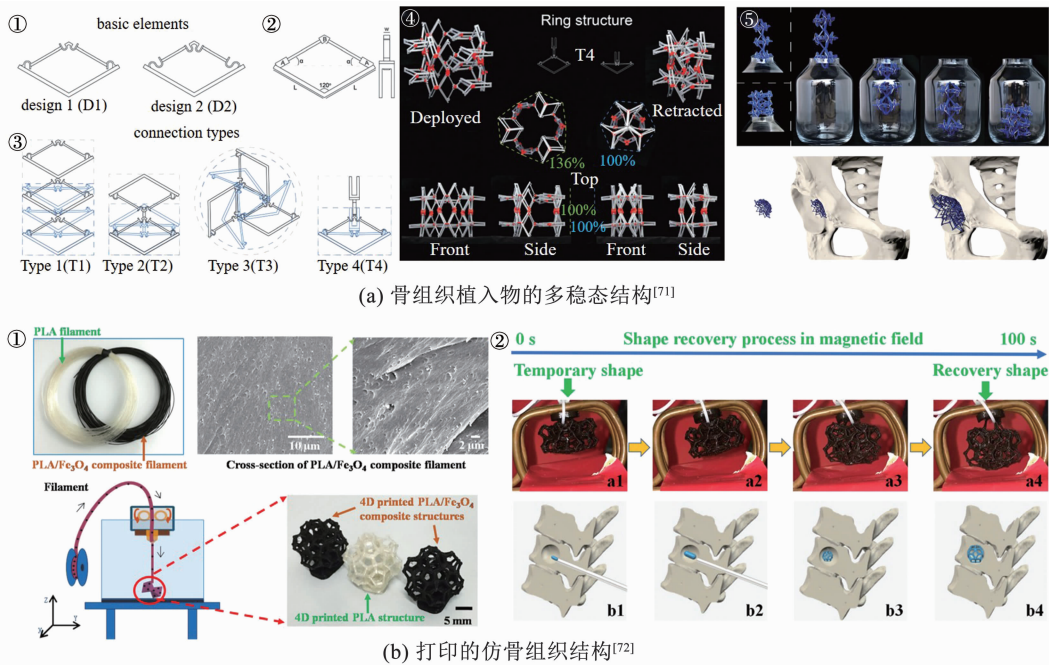 ①
basic elements
design 1 (D1)
design 2 (D2)
②
W
B
A
α
α
120°
L
L
③
connection types
Type 1(T1)
Type 2(T2)
Type 3(T3)
Type 4(T4)
④
Ring structure
T4
Deployed
Retracted
136%
100%
Top
100%
100%
Front
Side
Front
Side
⑤
(a) 骨组织植入物的多稳态结构[71]
①
PLA filament
PLA/Fe3O4 composite filament
10 μm
2 μm
Cross-section of PLA/Fe3O4 composite filament
Filament
Z
Y
X
4D printed PLA/Fe3O4
composite structures
4D printed PLA structure
5 mm
②
0 s
Shape recovery process in magnetic field
100 s
Temporary shape
Recovery shape
a1
a2
a3
a4
b1
b2
b3
b4
(b) 打印的仿骨组织结构[72]